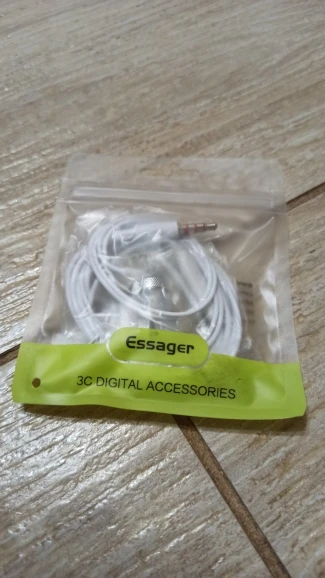 Essager
3C DIGITAL ACCESSORIES